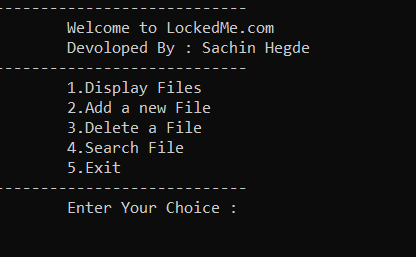 -----------------------------
Welcome to LockedMe.com
Devoloped By : Sachin Hegde
-----------------------------
1.Display Files
2.Add a new File
3.Delete a File
4.Search File
5.Exit
-----------------------------
Enter Your Choice :